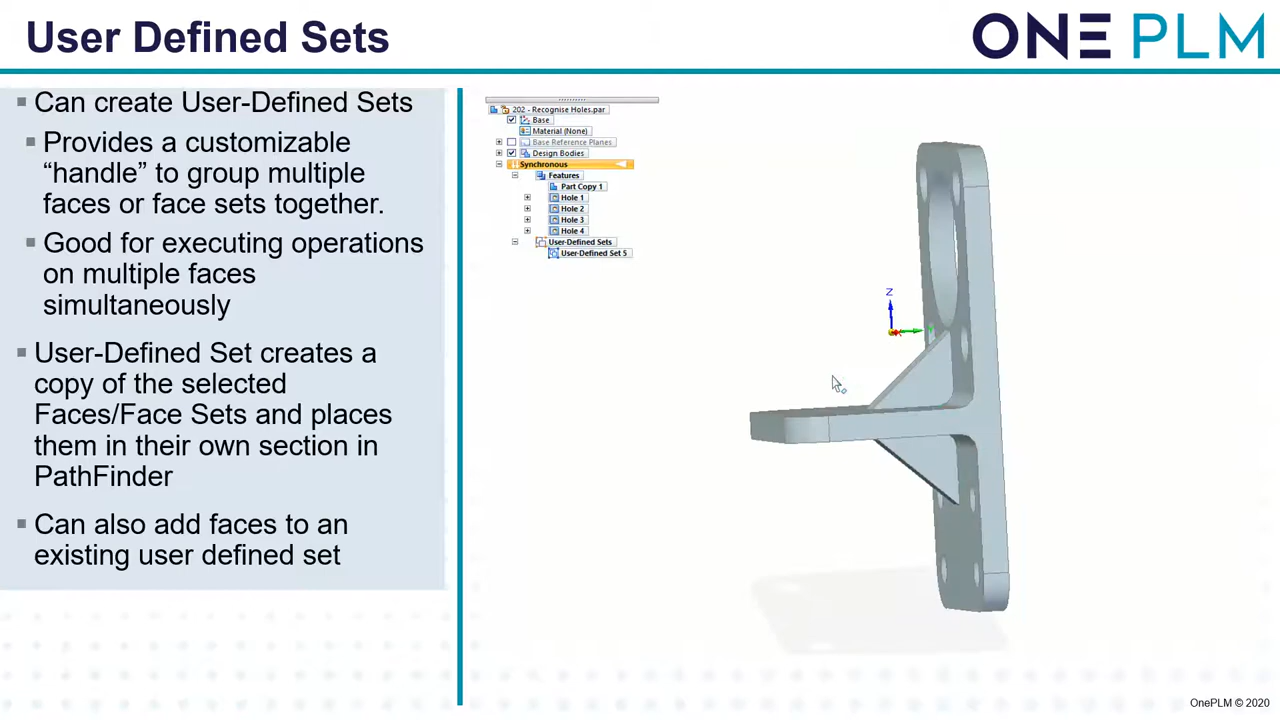 User Defined Sets
ONE PLM
Can create User-Defined Sets
Provides a customizable
“handle” to group multiple
faces or face sets together.
Good for executing operations
on multiple faces
simultaneously
User-Defined Set creates a
copy of the selected
Faces/Face Sets and places
them in their own section in
PathFinder
Can also add faces to an
existing user defined set
202 - Recognise Holes.par
Base
Material (None)
Base Reference Planes
Design Bodies
Synchronous
Features
Part Copy 1
Hole 1
Hole 2
Hole 3
Hole 4
User-Defined Sets
User-Defined Set 5
Z
OnePLM © 2020